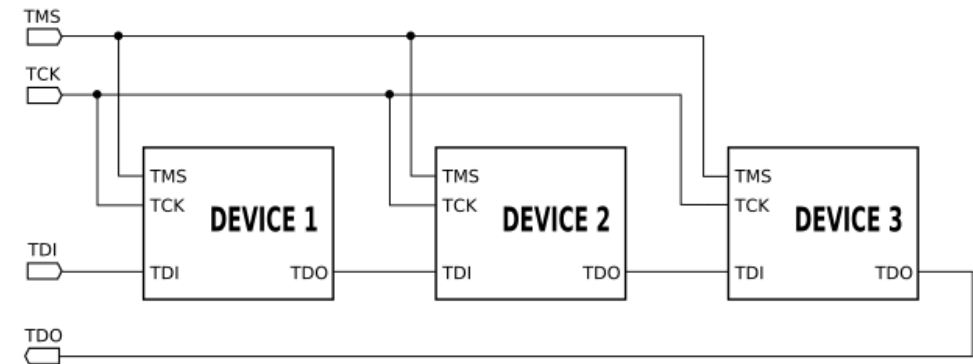 TMS
TCK
TMS
TCK
DEVICE 1
TDI
TDO
TMS
TCK
DEVICE 2
TDI
TDO
TMS
TCK
DEVICE 3
TDI
TDO
TDI
TDO